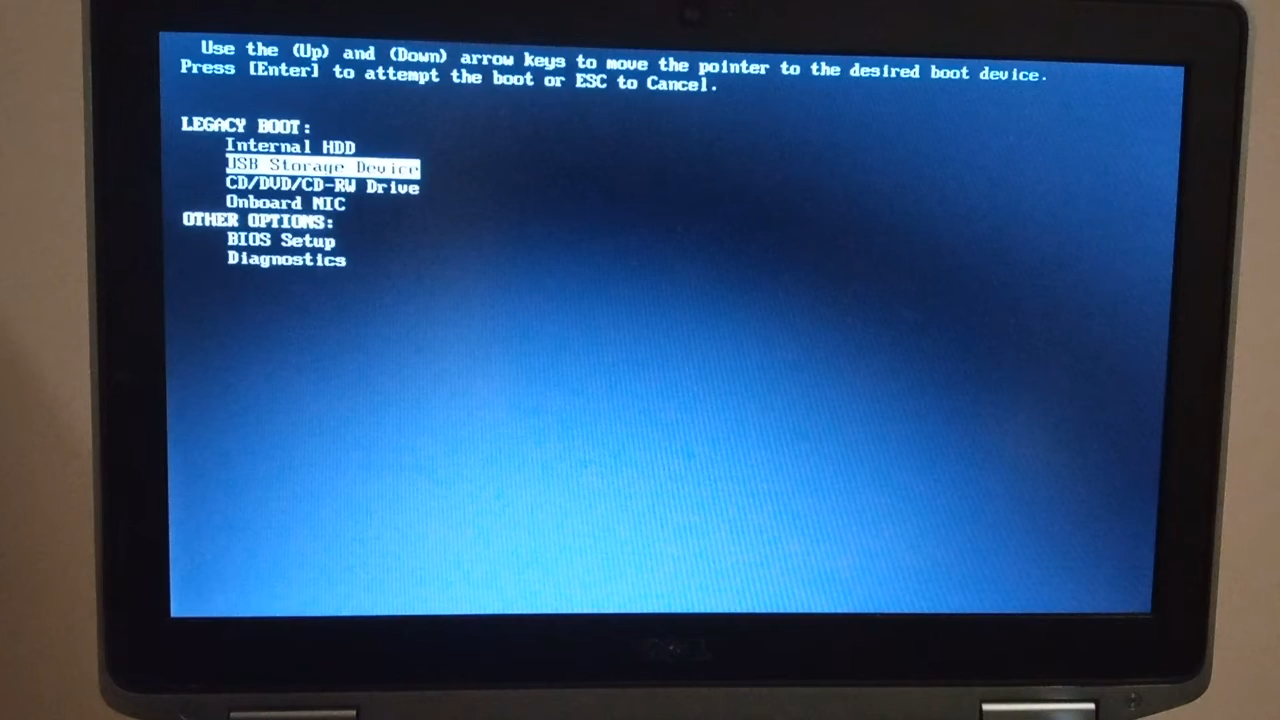 Use the (Up) and (Down) arrow keys to move the pointer to the desired boot device.
Press [Enter] to attempt the boot or ESC to Cancel.
LEGACY BOOT:
Internal HDD
USB Storage Device
CD/DVD/CD-RW Drive
Onboard NIC
OTHER OPTIONS:
BIOS Setup
Diagnostics
DELL